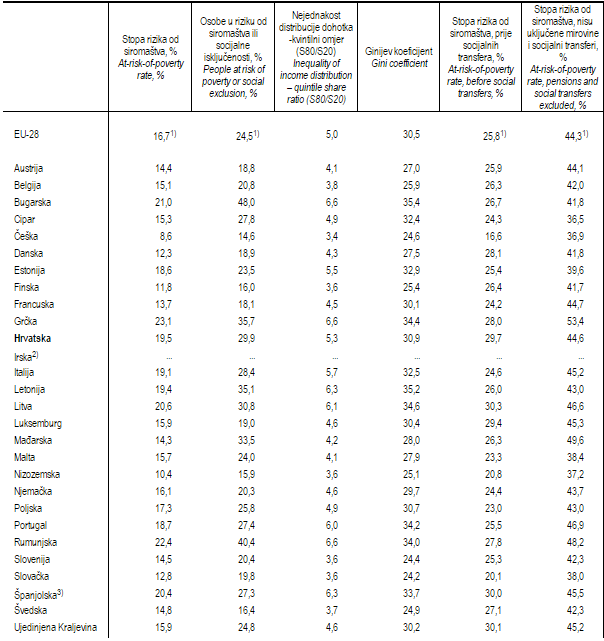 Stopa rizika od siromaštva, %
At-risk-of-poverty rate, %
Osobe u riziku od siromaštva ili socijalne isključenosti, %
People at risk of poverty or social exclusion, %
Nejednakost distribucije dohotka -kvintilni omjer (S80/S20)
Inequality of income distribution – quintile share ratio (S80/S20)
Ginijev koeficijent
Gini coefficient
Stopa rizika od siromaštva, prije socijalnih transfera, %
At-risk-of-poverty rate, before social transfers, %
Stopa rizika od siromaštva, nisu uključene mirovine i socijalni transferi, %
At-risk-of-poverty rate, pensions and social transfers excluded, %
EU-28 16,7¹⁾ 24,5¹⁾ 5,0 30,5 25,8¹⁾ 44,3¹⁾
Austrija 14,4 18,8 4,1 27,0 25,9 44,1
Belgija 15,1 20,8 3,8 25,9 26,3 42,0
Bugarska 21,0 48,0 6,6 35,4 26,7 41,8
Cipar 15,3 27,8 4,9 32,4 24,3 36,5
Češka 8,6 14,6 3,4 24,6 16,6 36,9
Danska 12,3 18,9 4,3 27,5 28,1 41,8
Estonija 18,6 23,5 5,5 32,9 25,4 39,6
Finska 11,8 16,0 3,6 25,4 26,4 41,7
Francuska 13,7 18,1 4,5 30,1 24,2 44,7
Grčka 23,1 35,7 6,6 34,4 28,0 53,4
Hrvatska 19,5 29,9 5,3 30,9 29,7 44,6
Irska²⁾ ... ... ... ... ... ...
Italija 19,1 28,4 5,7 32,5 24,6 45,2
Letonija 19,4 35,1 6,3 35,2 26,0 43,0
Litva 20,6 30,8 6,1 34,6 30,3 46,6
Luksemburg 15,9 19,0 4,6 30,4 29,4 45,3
Mađarska 14,3 33,5 4,2 28,0 26,3 49,6
Malta 15,7 24,0 4,1 27,9 23,3 38,4
Nizozemska 10,4 15,9 3,6 25,1 20,8 37,2
Njemačka 16,1 20,3 4,6 29,7 24,4 43,7
Poljska 17,3 25,8 4,9 30,7 23,0 43,0
Portugal 18,7 27,4 6,0 34,2 25,5 46,9
Rumunjska 22,4 40,4 6,6 34,0 27,8 48,2
Slovenija 14,5 20,4 3,6 24,4 25,3 42,3
Slovačka 12,8 19,8 3,6 24,2 20,1 38,0
Španjolska³⁾ 20,4 27,3 6,3 33,7 30,0 45,5
Švedska 14,8 16,4 3,7 24,9 27,1 42,3
Ujedinjena Kraljevina 15,9 24,8 4,6 30,2 30,1 45,2